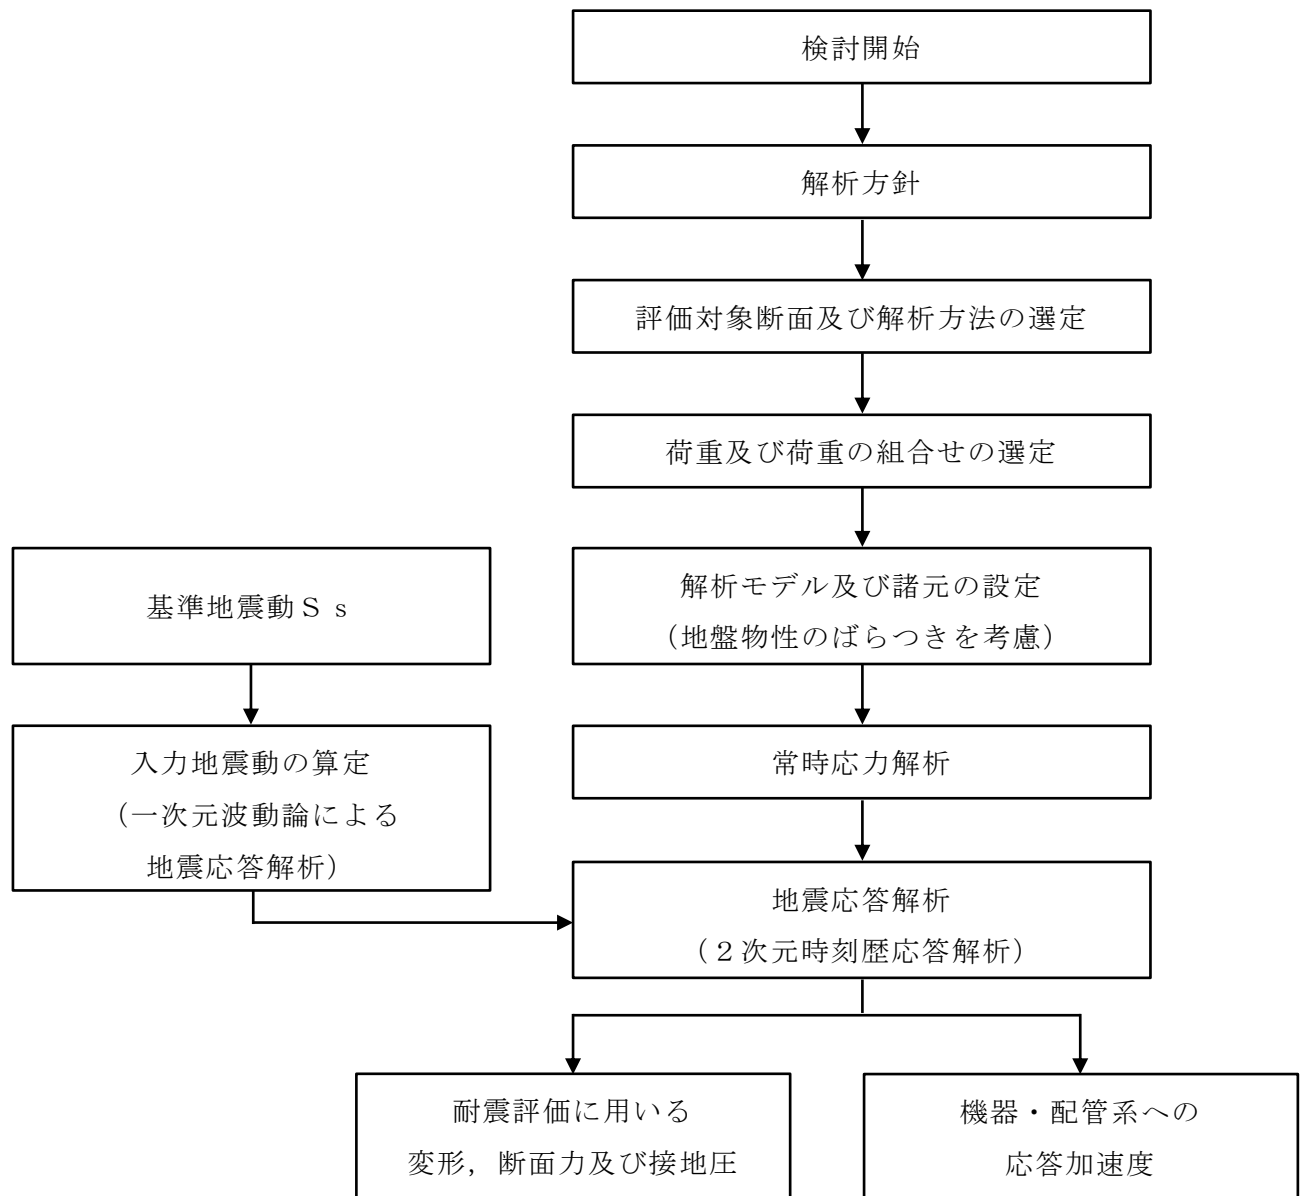 検討開始
解析方針
評価対象断面及び解析方法の選定
荷重及び荷重の組合せの選定
解析モデル及び諸元の設定
（地盤物性のばらつきを考慮）
基準地震動Ｓｓ
入力地震動の算定
（一次元波動論による
地震応答解析）
常時応力解析
地震応答解析
（２次元時刻歴応答解析）
耐震評価に用いる
変形，断面力及び接地圧
機器・配管系への
応答加速度